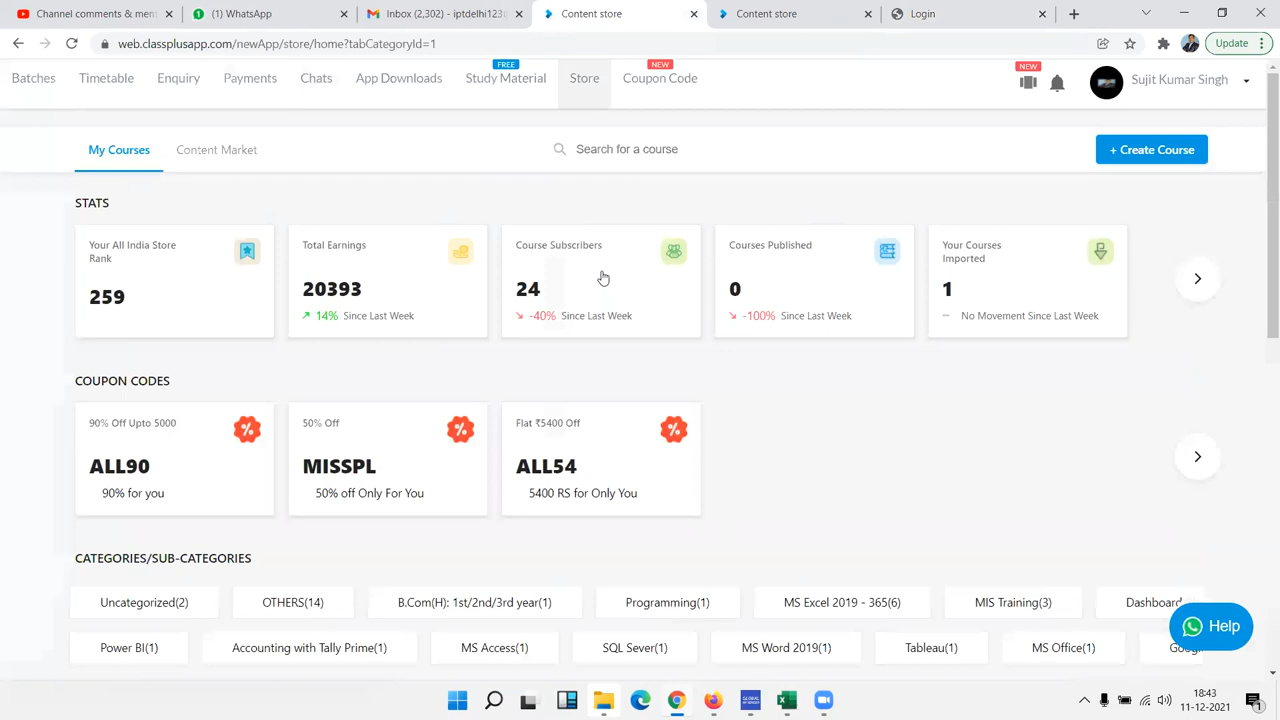 Channel comments & men
(1) WhatsApp
Inbox (2,302) - iptdelhi123@
Content store
Content store
Login
web.classplusapp.com/newApp/store/home?tabCategoryId=1
Update
Batches
Timetable
Enquiry
Payments
Chats
App Downloads
FREE
Study Material
Store
NEW
Coupon Code
NEW
Sujit Kumar Singh
My Courses
Content Market
Search for a course
+ Create Course
STATS
Your All India Store
Rank
259
Total Earnings
20393
14% Since Last Week
Course Subscribers
24
-40% Since Last Week
Courses Published
0
-100% Since Last Week
Your Courses
Imported
1
No Movement Since Last Week
COUPON CODES
90% Off Upto 5000
ALL90
90% for you
50% Off
MISSPL
50% off Only For You
Flat ₹5400 Off
ALL54
5400 RS for Only You
CATEGORIES/SUB-CATEGORIES
Uncategorized(2)
OTHERS(14)
B.Com(H): 1st/2nd/3rd year(1)
Programming(1)
MS Excel 2019 - 365(6)
MIS Training(3)
Dashboard
Power BI(1)
Accounting with Tally Prime(1)
MS Access(1)
SQL Sever(1)
MS Word 2019(1)
Tableau(1)
MS Office(1)
Help
18:43
11-12-2021